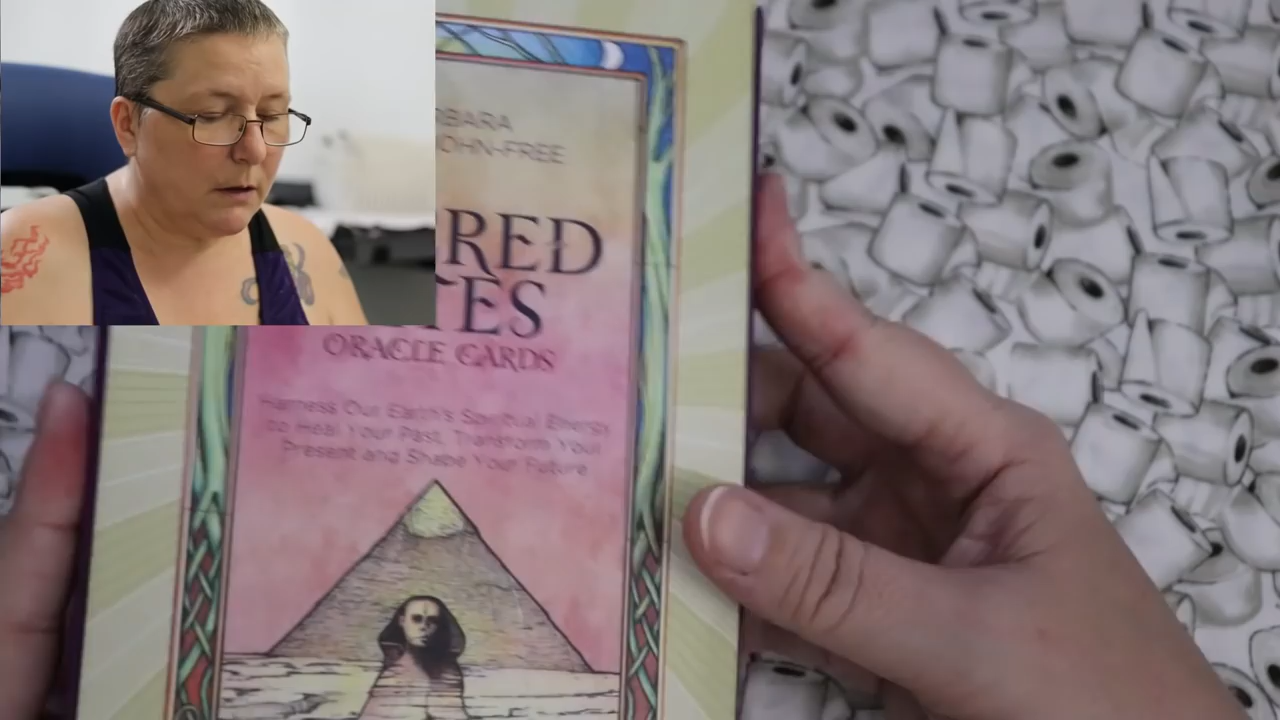 RBARA
OHN-FREE
RED
TES
ORACLE CARDS
Harness Our Earth's Spiritual Energy
to Heal Your Past, Transform Your
Present and Shape Your Future